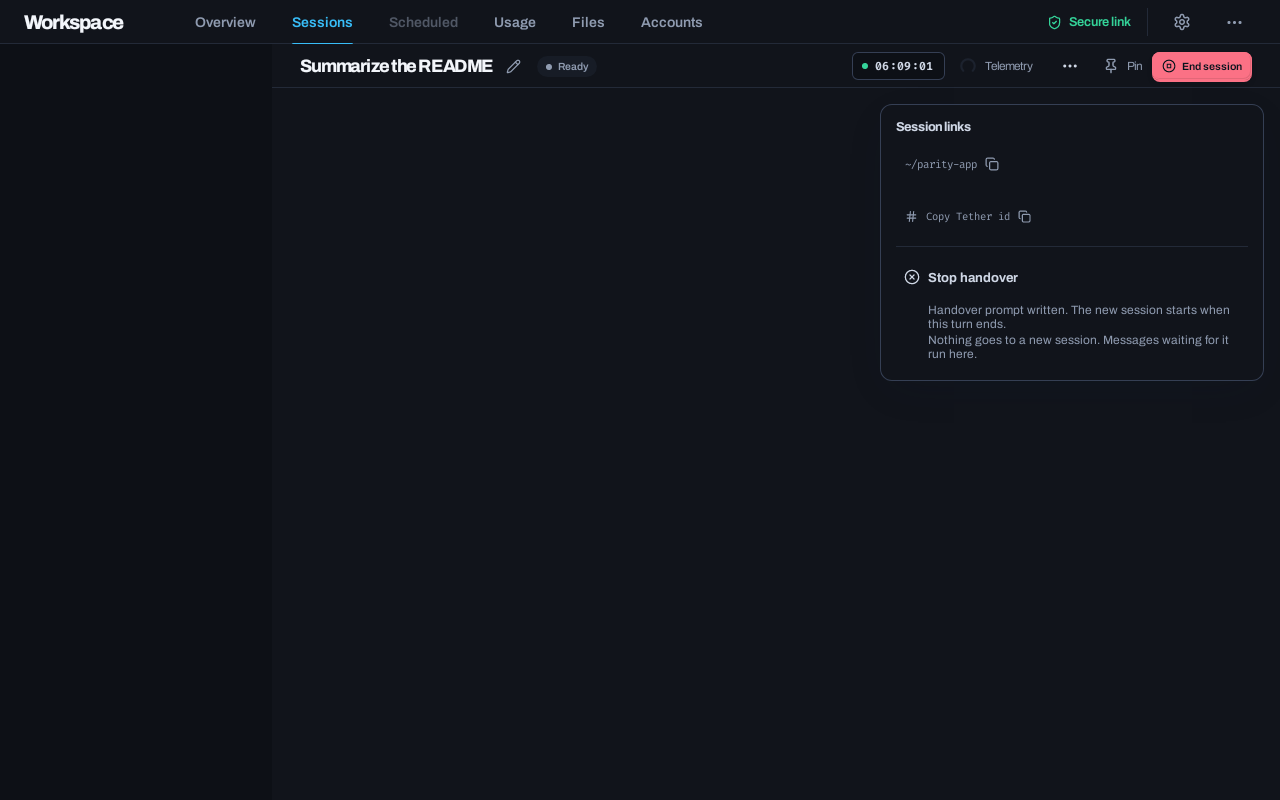 Workspace
Overview
Sessions
Scheduled
Usage
Files
Accounts
Secure link
Summarize the README
Ready
06:09:01
Telemetry
Pin
End session
Session links
~/parity-app
Copy Tether id
Stop handover
Handover prompt written. The new session starts when
this turn ends.
Nothing goes to a new session. Messages waiting for it
run here.